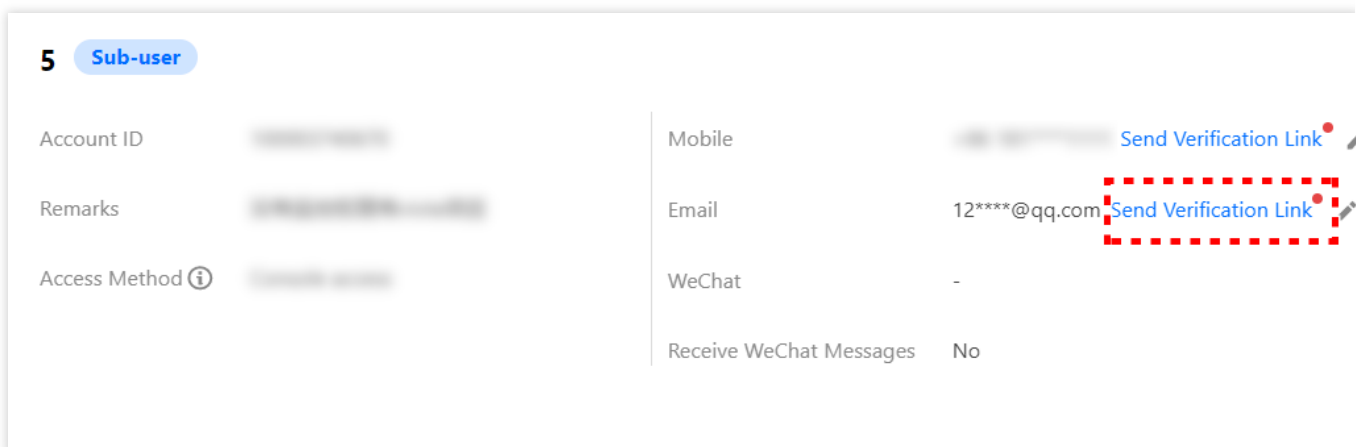 5 Sub-user
Account ID
Remarks
Access Method
Mobile
Send Verification Link
Email
12****@qq.com Send Verification Link
WeChat
-
Receive WeChat Messages
No